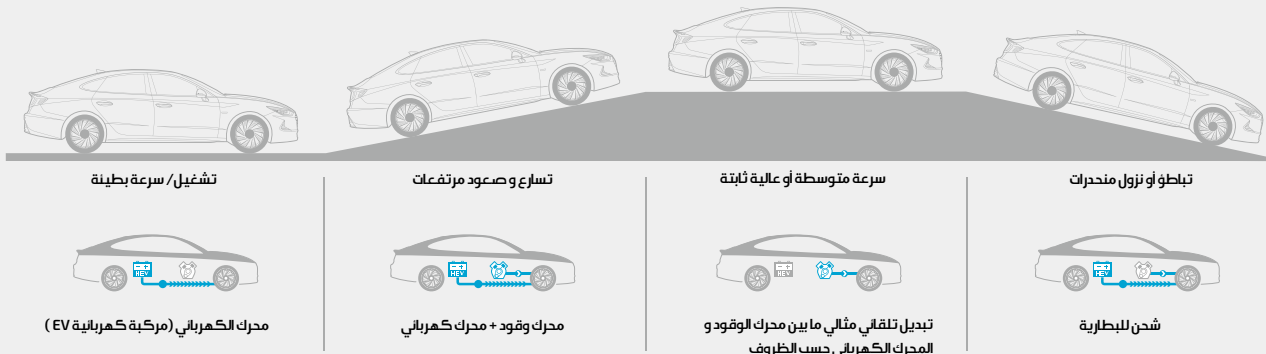 تشغيل/ سرعة بطيئة
تسارع و صعود مرتفعات
سرعة متوسطة أو عالية ثابتة
تباطؤ أو نزول منحدرات
HEV
HEV
HEV
HEV
محرك الكهربائي (مركبة كهربائية EV )
محرك وقود + محرك كهربائي
تبديل تلقائي مثالي ما بين محرك الوقود و
المحرك الكهربائي حسب الظروف
شحن للبطارية